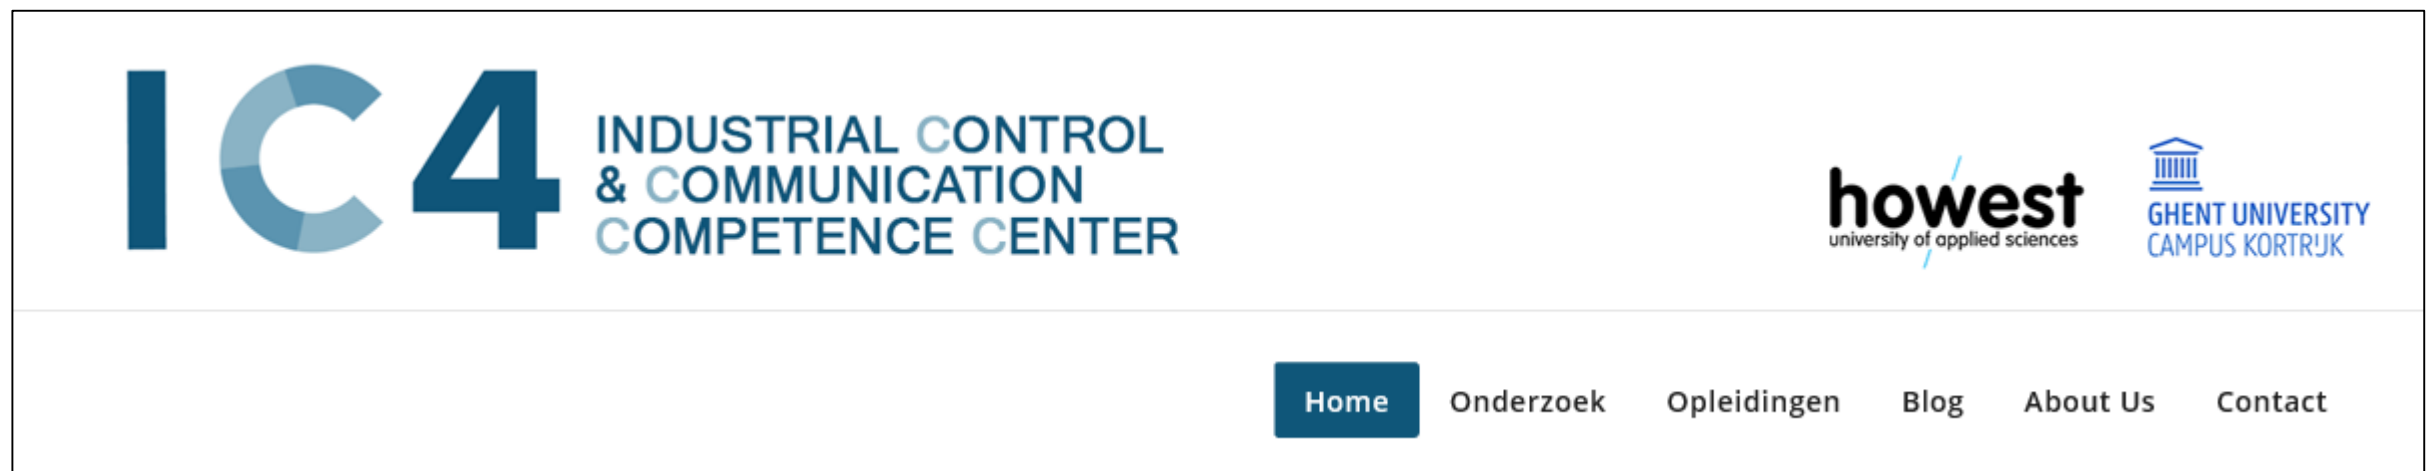 IC4
INDUSTRIAL CONTROL
& COMMUNICATION
COMPETENCE CENTER
howest
university of applied sciences
GHENT UNIVERSITY
CAMPUS KORTRIJK
Home Onderzoek Opleidingen Blog About Us Contact